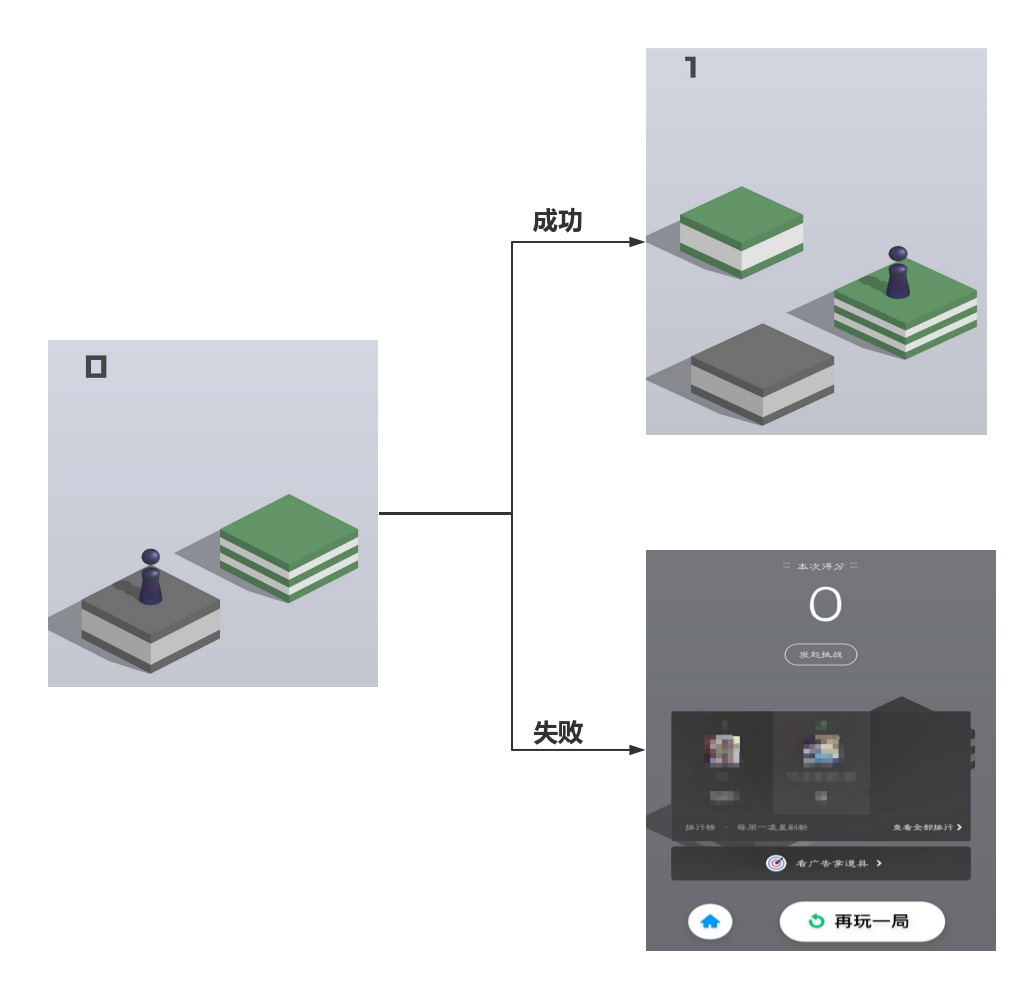 1
成功
0
本次得分
0
发起挑战
失败
排行榜 · 每周一凌晨刷新
查看全部排行
看广告拿道具
再玩一局